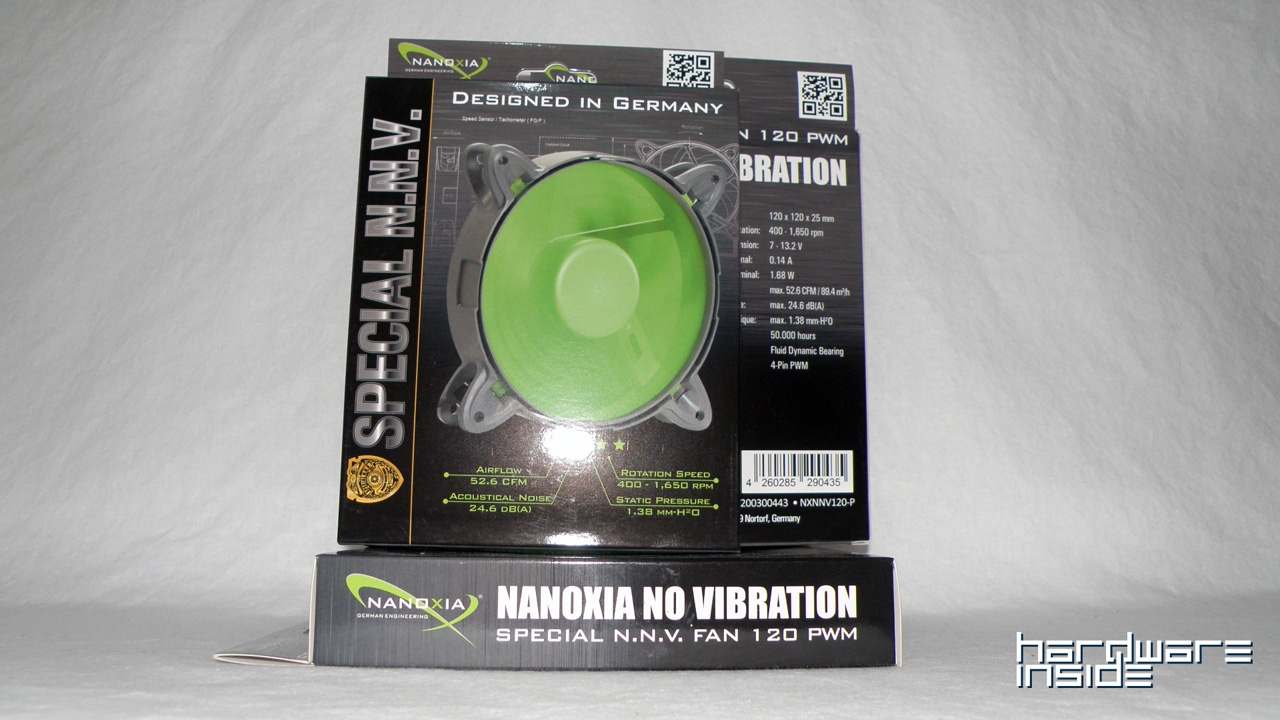 NANOXIA®
GERMAN ENGINEERING
NANO
DESIGNED IN GERMANY
Speed Sensor / Tachometer ( FG/F )
Airflow
Rotation
SPECIAL N.N.V.
AIRFLOW
52.6 CFM
ACOUSTICAL NOISE
24.6 DB(A)
ROTATION SPEED
400 - 1,650 RPM
STATIC PRESSURE
1.38 MM-H²O
N 120 PWM
BRATION
120 x 120 x 25 mm
ation: 400 - 1,650 rpm
nsion: 7 - 13.2 V
nal: 0.14 A
minal: 1.68 W
max. 52.6 CFM / 89.4 m³/h
e: max. 24.6 dB(A)
ique: max. 1.38 mm-H²O
50.000 hours
Fluid Dynamic Bearing
4-Pin PWM
4 260285 290435
200300443 • NXNNV120-P
9 Nortorf, Germany
NANOXIA®
GERMAN ENGINEERING
NANOXIA NO VIBRATION
SPECIAL N.N.V. FAN 120 PWM
hardware
inside